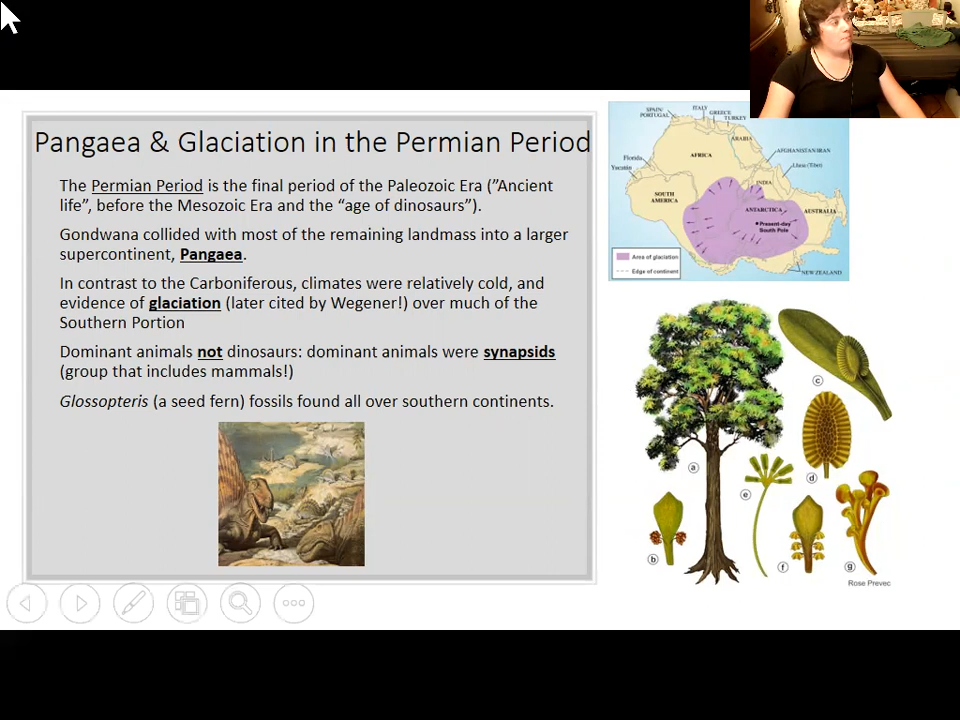 Pangaea & Glaciation in the Permian Period
The Permian Period is the final period of the Paleozoic Era (”Ancient
life”, before the Mesozoic Era and the “age of dinosaurs”).
Gondwana collided with most of the remaining landmass into a larger
supercontinent, Pangaea.
In contrast to the Carboniferous, climates were relatively cold, and
evidence of glaciation (later cited by Wegener!) over much of the
Southern Portion
Dominant animals not dinosaurs: dominant animals were synapsids
(group that includes mammals!)
Glossopteris (a seed fern) fossils found all over southern continents.
SPAIN/
PORTUGAL
ITALY
GREECE
TURKEY
ARABIA
AFRICA
AFGHANISTAN
IRAN
Florida
Yucatán
Lhasa (Tibet)
INDIA
SOUTH
AMERICA
ANTARCTICA
AUSTRALIA
Present-day
South Pole
Area of glaciation
Edge of continent
NEW ZEALAND
a
b
c
d
e
f
g
Rose Prevec